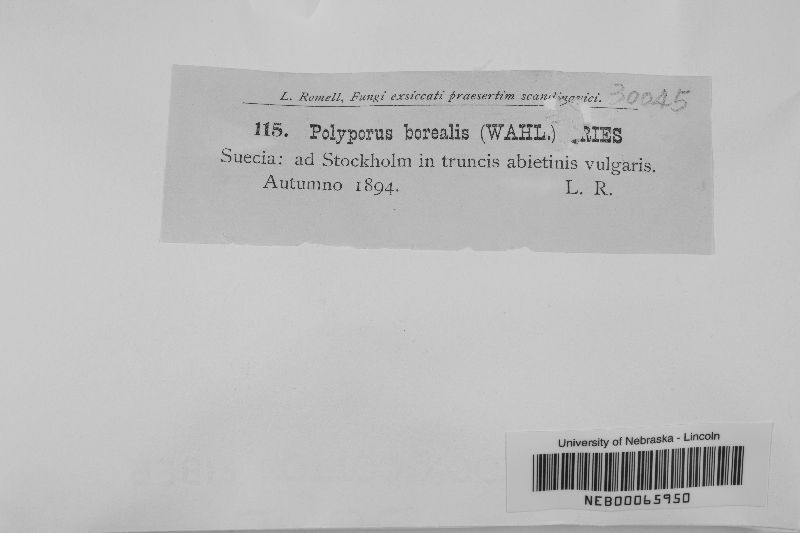 L. Romell, Fungi exsiccati praesertim scandinavici. 30045
115. Polyporus borealis (WAHL.) FRIES
Suecia: ad Stockholm in truncis abietinis vulgaris.
Autumno 1894. L. R.
University of Nebraska - Lincoln
NEB00065950